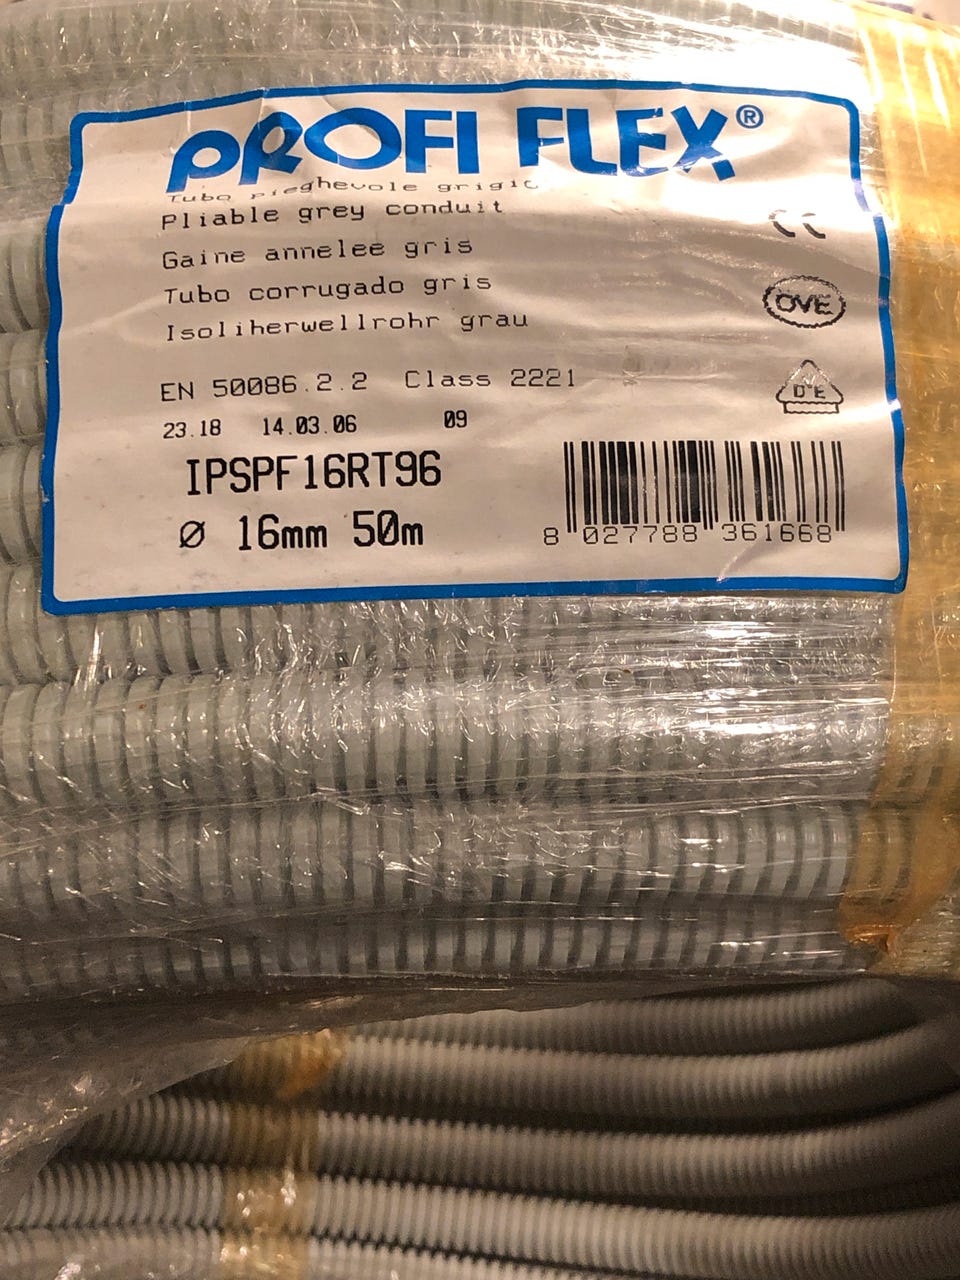 PROFI FLEX®
Tubo pieghevole grigio
Pliable grey conduit
Gaine annelee gris
Tubo corrugado gris
Isoliherwellrohr grau
CE
OVE
D'E
EN 50086.2.2 Class 2221
23.18 14.03.06 09
IPSPF16RT96
Ø 16mm 50m
8 027788 361668